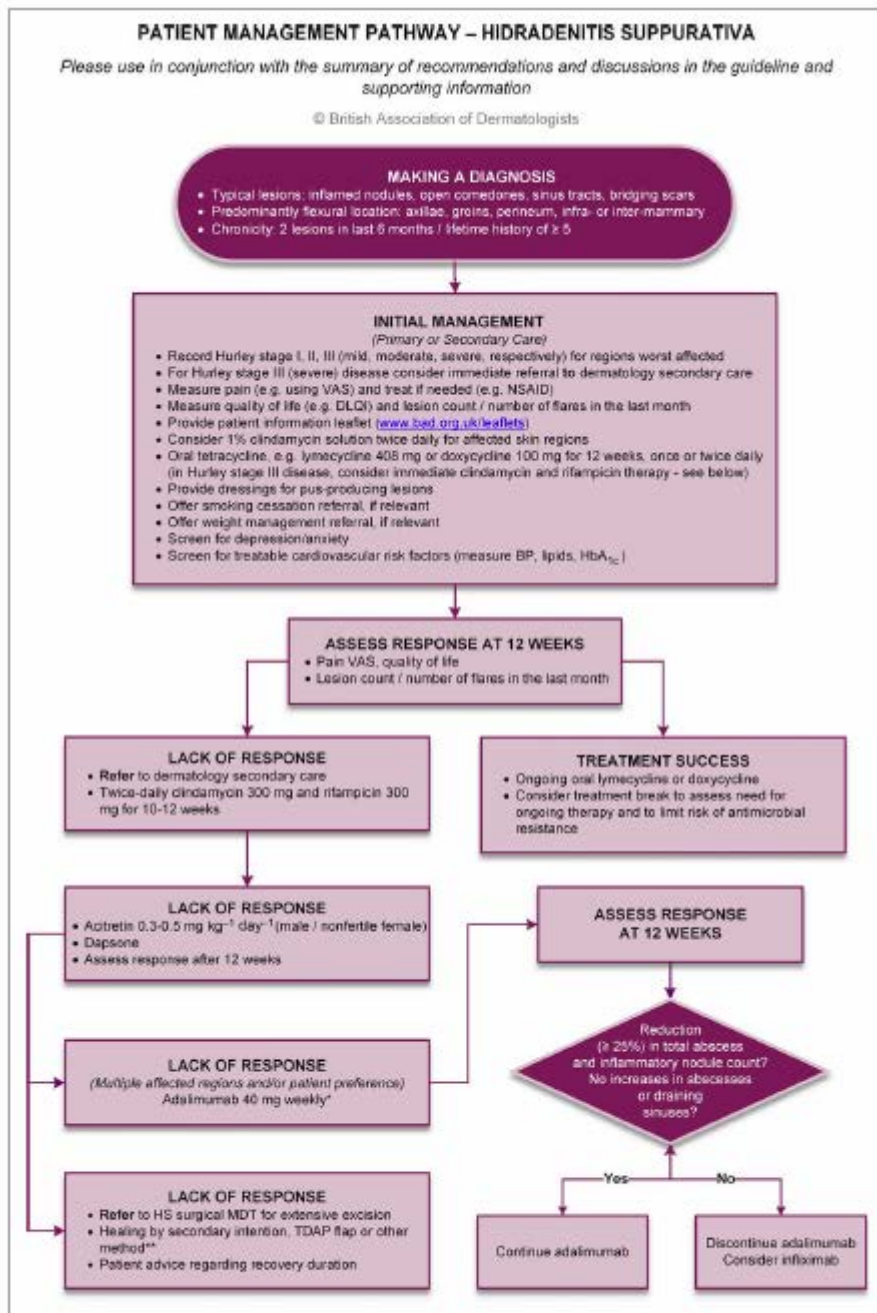 PATIENT MANAGEMENT PATHWAY – HIDRADENITIS SUPPURATIVA
Please use in conjunction with the summary of recommendations and discussions in the guideline and
supporting information
© British Association of Dermatologists
MAKING A DIAGNOSIS
• Typical lesions: inflamed nodules, open comedones, sinus tracts, bridging scars
• Predominantly flexural location: axillae, groins, perineum, infra- or inter-mammary
• Chronicity: 2 lesions in last 6 months / lifetime history of ≥ 5
INITIAL MANAGEMENT
(Primary or Secondary Care)
• Record Hurley stage I, II, III (mild, moderate, severe, respectively) for regions worst affected
• For Hurley stage III (severe) disease consider immediate referral to dermatology secondary care
• Measure pain (e.g. using VAS) and treat if needed (e.g. NSAID)
• Measure quality of life (e.g. DLQI) and lesion count / number of flares in the last month
• Provide patient information leaflet (www.bad.org.uk/leaflets)
• Consider 1% clindamycin solution twice daily for affected skin regions
• Oral tetracycline, e.g. lymecycline 408 mg or doxycycline 100 mg for 12 weeks, once or twice daily
(in Hurley stage III disease, consider immediate clindamycin and rifampicin therapy - see below)
• Provide dressings for pus-producing lesions
• Offer smoking cessation referral, if relevant
• Offer weight management referral, if relevant
• Screen for depression/anxiety
• Screen for treatable cardiovascular risk factors (measure BP, lipids, HbA1c )
ASSESS RESPONSE AT 12 WEEKS
• Pain VAS, quality of life
• Lesion count / number of flares in the last month
LACK OF RESPONSE
• Refer to dermatology secondary care
• Twice-daily clindamycin 300 mg and rifampicin 300
mg for 10-12 weeks
TREATMENT SUCCESS
• Ongoing oral lymecycline or doxycycline
• Consider treatment break to assess need for
ongoing therapy and to limit risk of antimicrobial
resistance
LACK OF RESPONSE
• Acitretin 0.3-0.5 mg kg⁻¹ day⁻¹ (male / nonfertile female)
• Dapsone
• Assess response after 12 weeks
ASSESS RESPONSE
AT 12 WEEKS
LACK OF RESPONSE
(Multiple affected regions and/or patient preference)
Adalimumab 40 mg weekly*
Reduction
(≥ 25%) in total abscess
and inflammatory nodule count?
No increases in abscesses
or draining
sinuses?
Yes
No
LACK OF RESPONSE
• Refer to HS surgical MDT for extensive excision
• Healing by secondary intention, TDAP flap or other
method**
• Patient advice regarding recovery duration
Continue adalimumab
Discontinue adalimumab
Consider infliximab